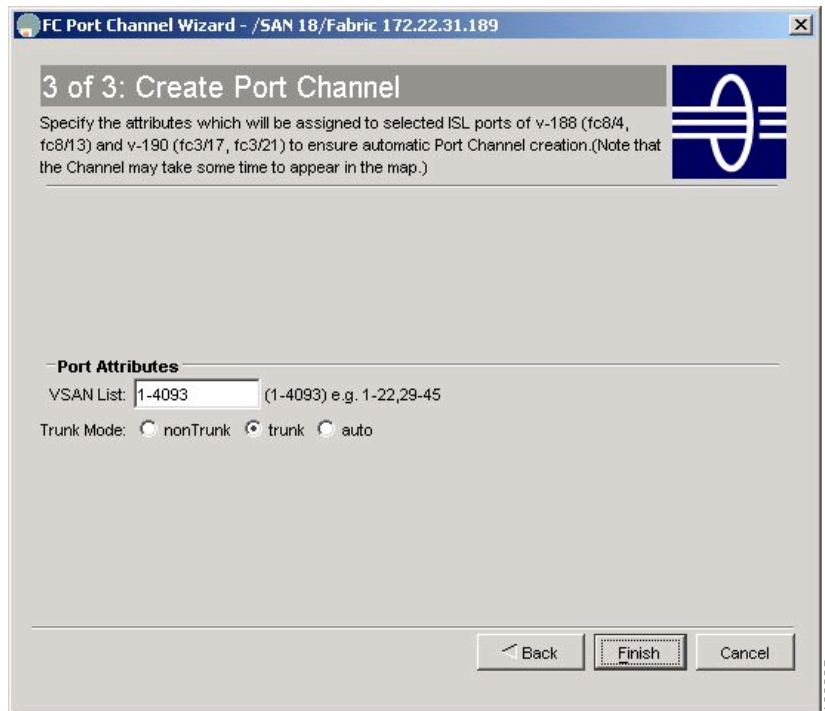 FC Port Channel Wizard - /SAN 18/Fabric 172.22.31.189
3 of 3: Create Port Channel
Specify the attributes which will be assigned to selected ISL ports of v-188 (fc8/4,
fc8/13) and v-190 (fc3/17, fc3/21) to ensure automatic Port Channel creation.(Note that
the Channel may take some time to appear in the map.)
Port Attributes
VSAN List: 1-4093 (1-4093) e.g. 1-22,29-45
Trunk Mode: nonTrunk trunk auto
Back Finish Cancel